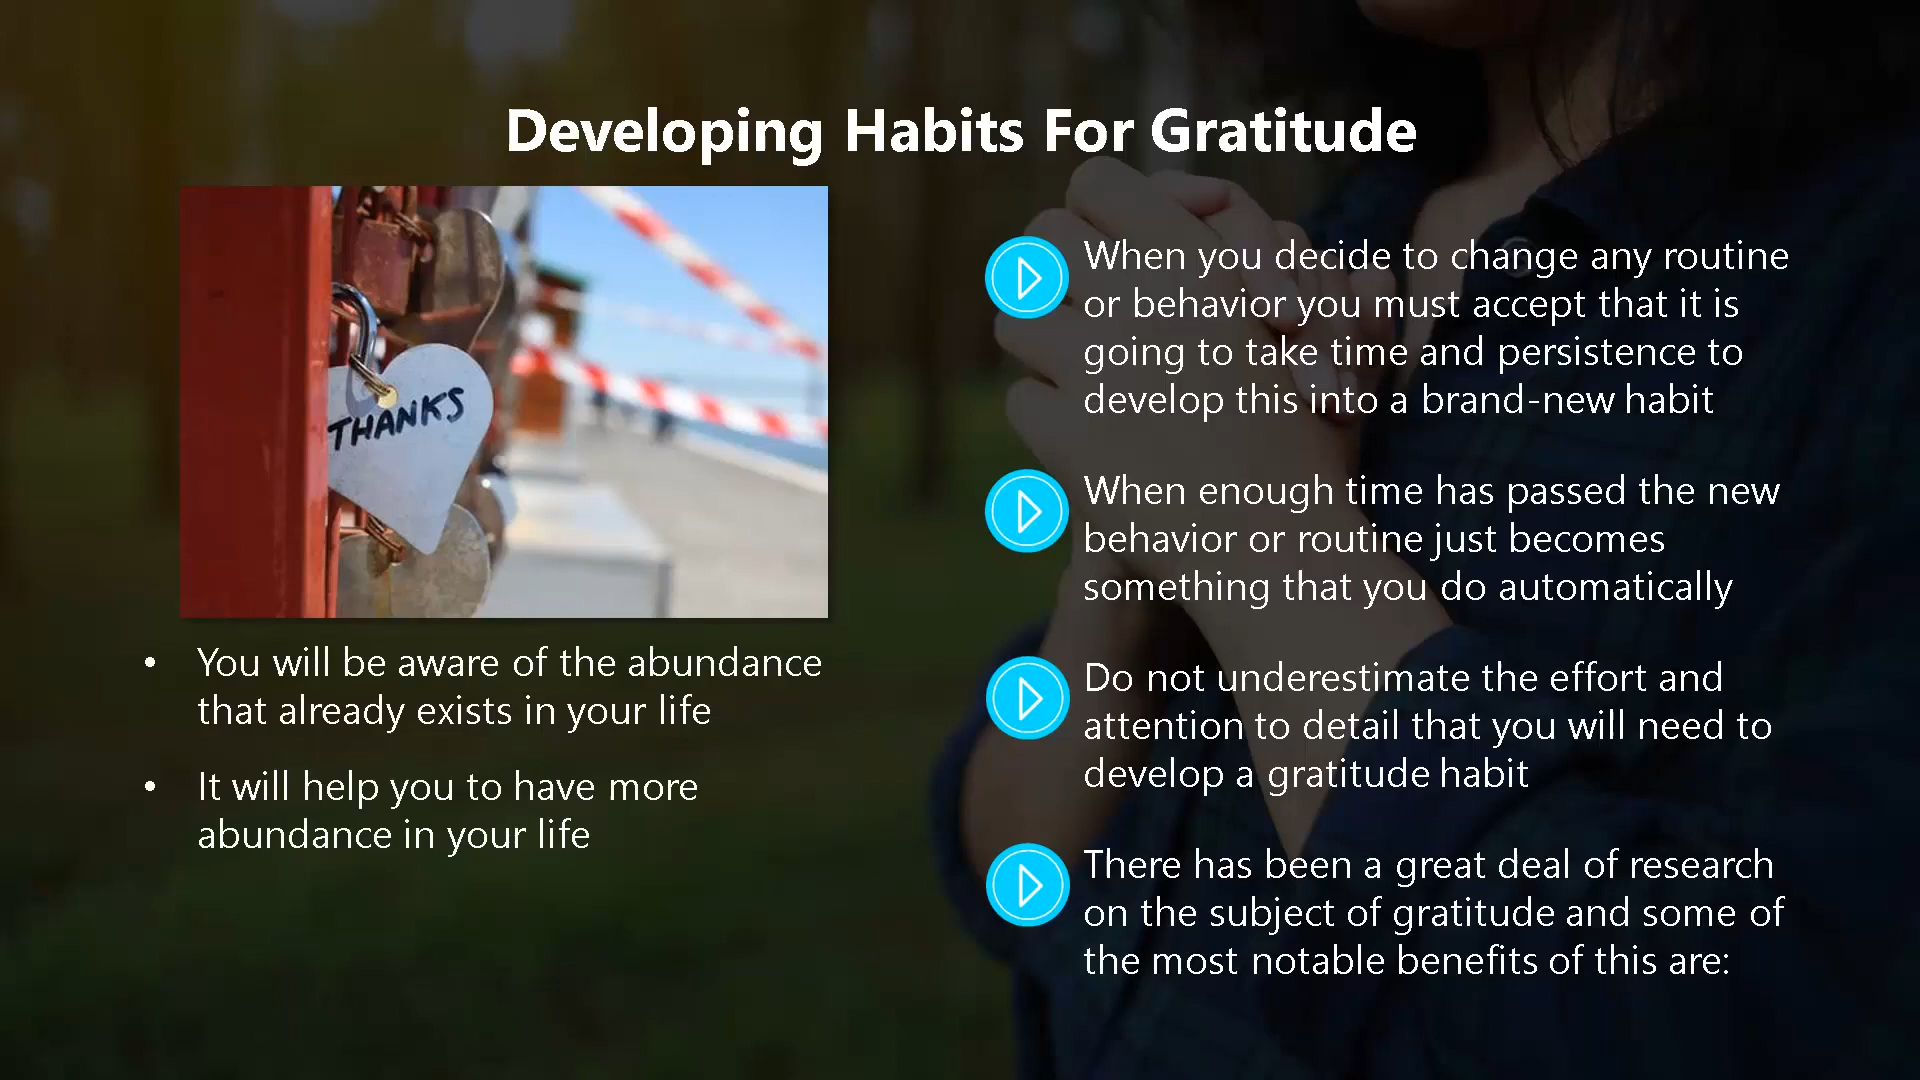 Developing Habits For Gratitude
THANKS
You will be aware of the abundance
that already exists in your life
It will help you to have more
abundance in your life
When you decide to change any routine
or behavior you must accept that it is
going to take time and persistence to
develop this into a brand-new habit
When enough time has passed the new
behavior or routine just becomes
something that you do automatically
Do not underestimate the effort and
attention to detail that you will need to
develop a gratitude habit
There has been a great deal of research
on the subject of gratitude and some of
the most notable benefits of this are: